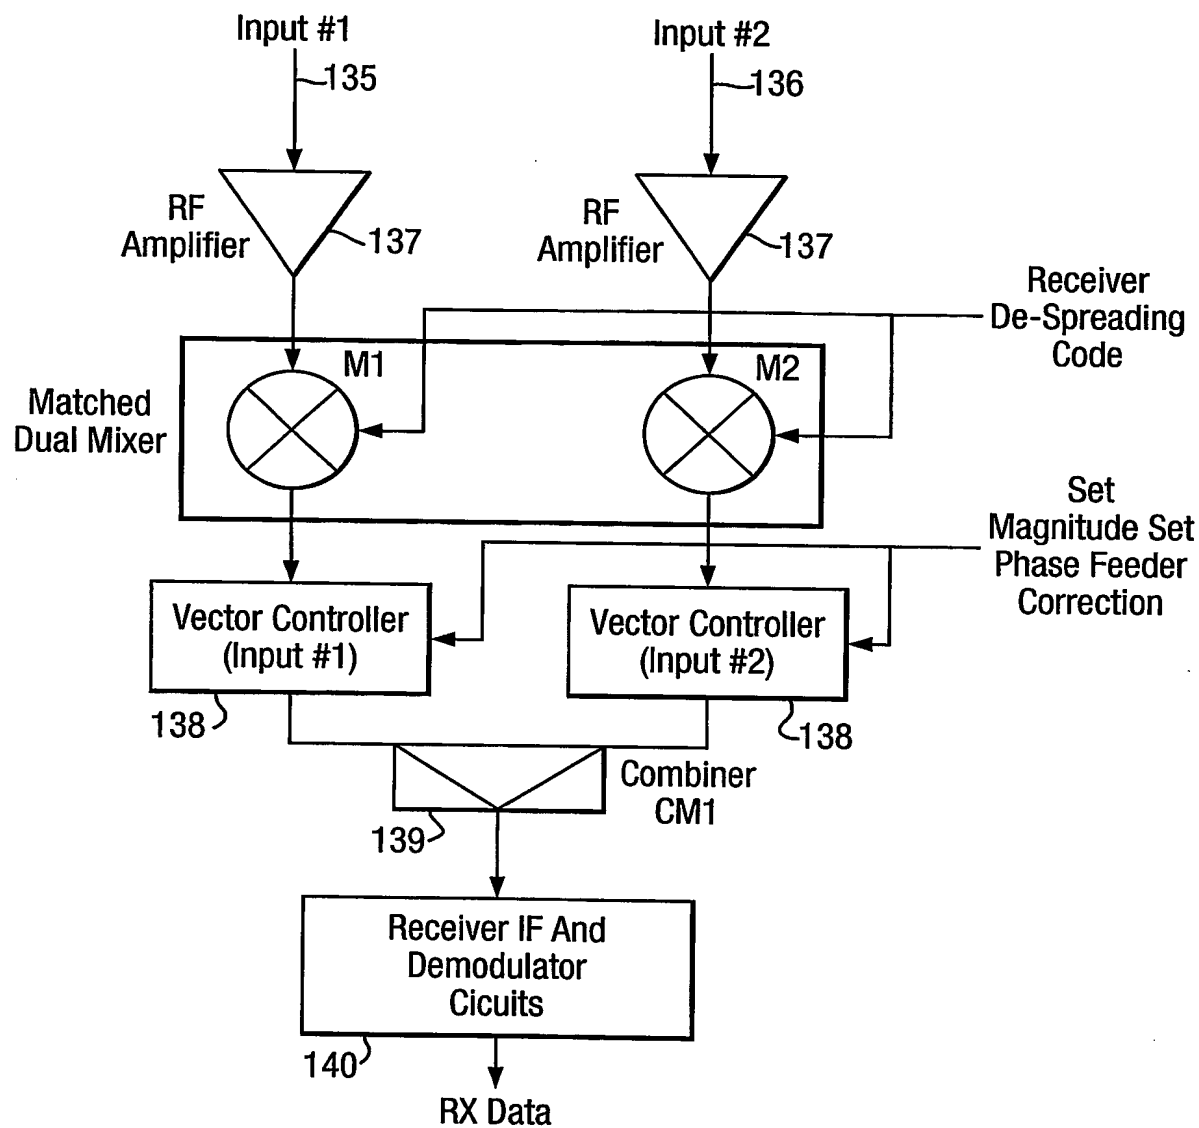 Input #1
Input #2
135
136
RF
Amplifier
137
RF
Amplifier
137
Receiver
De-Spreading
Code
M1
M2
Matched
Dual Mixer
Set
Magnitude Set
Phase Feeder
Correction
Vector Controller
(Input #1)
Vector Controller
(Input #2)
138
138
Combiner
CM1
139
Receiver IF And
Demodulator
Cicuits
140
RX Data